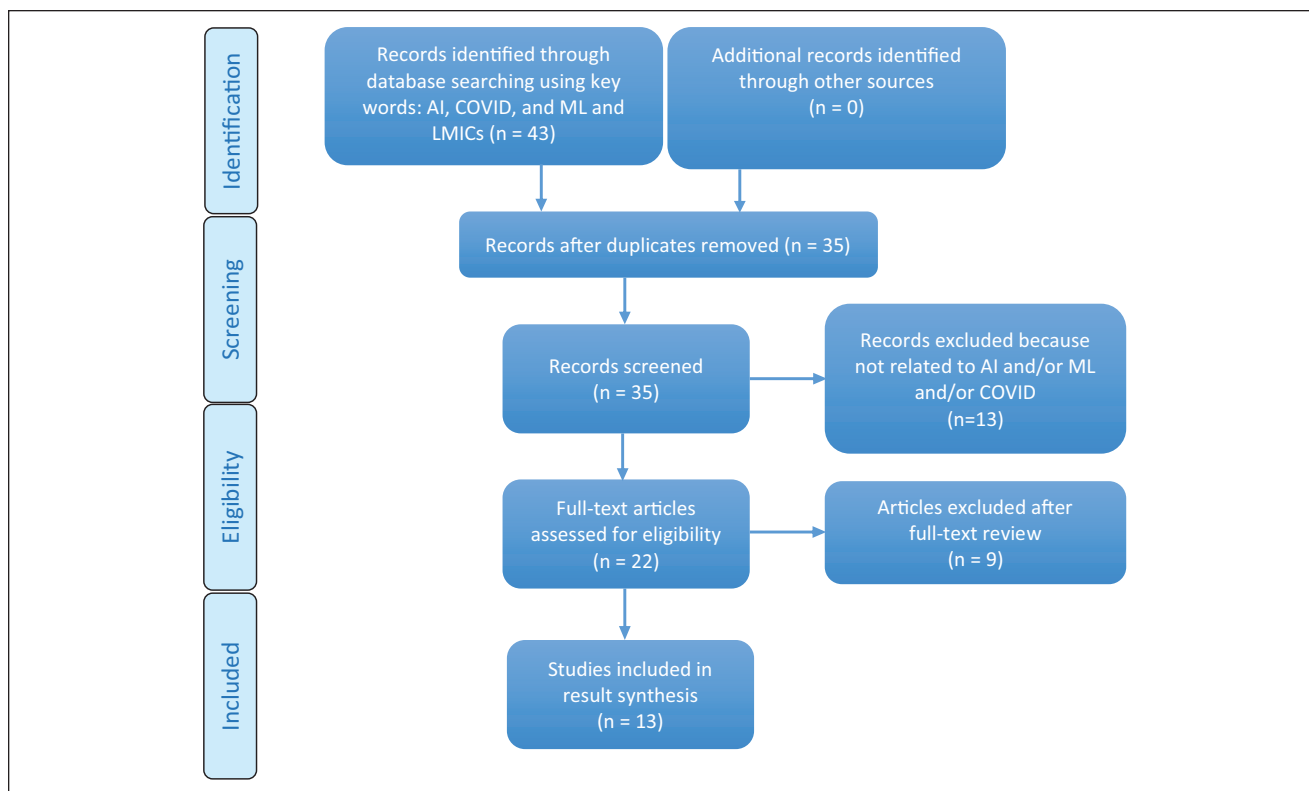 Identification
Records identified through
database searching using key
words: AI, COVID, and ML and
LMICs (n = 43)
Additional records identified
through other sources
(n = 0)
Screening
Records after duplicates removed (n = 35)
Records screened
(n = 35)
Records excluded because
not related to AI and/or ML
and/or COVID
(n=13)
Eligibility
Full-text articles
assessed for eligibility
(n = 22)
Articles excluded after
full-text review
(n = 9)
Included
Studies included in
result synthesis
(n = 13)